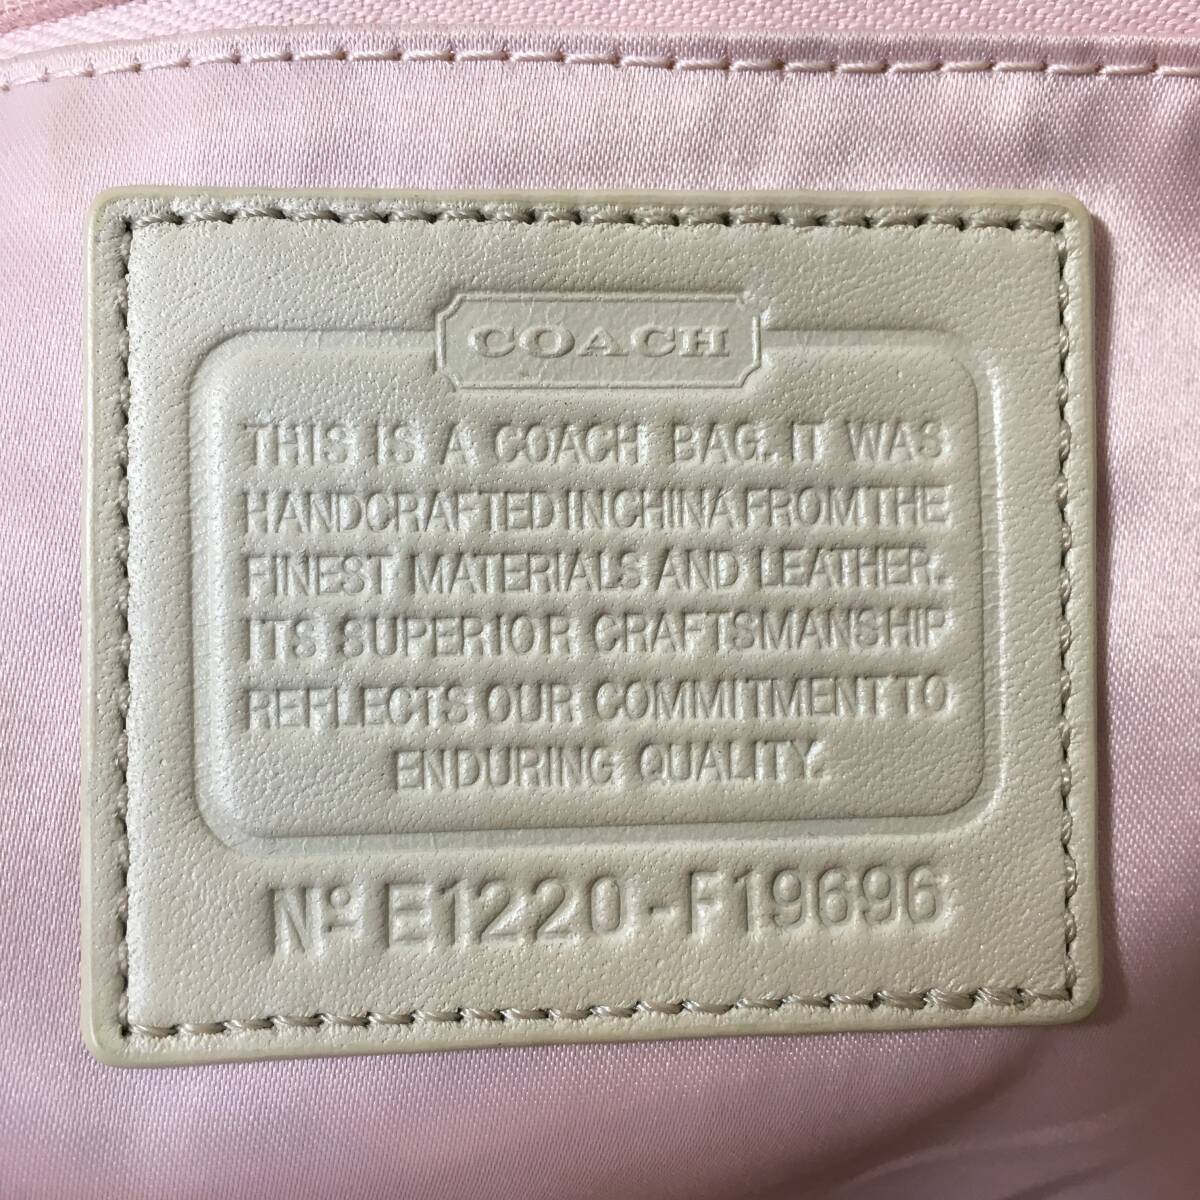 COACH
THIS IS A COACH BAG. IT WAS
HANDCRAFTED IN CHINA FROM THE
FINEST MATERIALS AND LEATHER.
ITS SUPERIOR CRAFTSMANSHIP
REFLECTS OUR COMMITMENT TO
ENDURING QUALITY.
Nº E1220-F19696